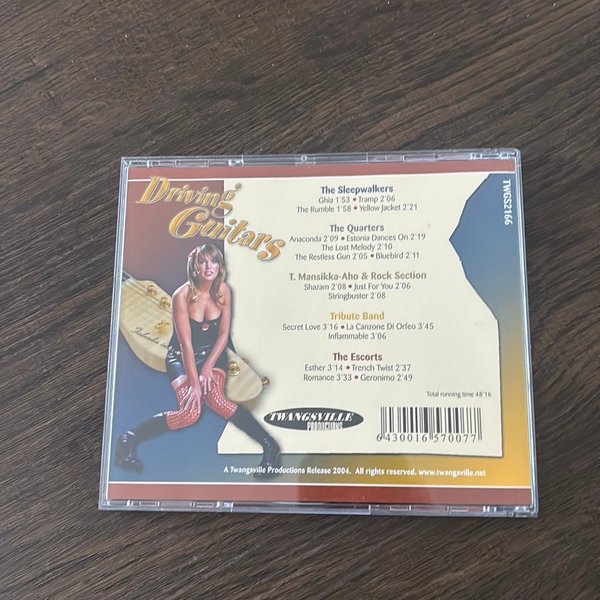 Driving
Guitars
The Sleepwalkers
Ghia 1'53 • Tramp 2'06
The Rumble 1'58 • Yellow Jacket 2'21
The Quarters
Anaconda 2'09 • Estonia Dances On 2'19
The Lost Melody 2'10
The Restless Gun 2'05 • Bluebird 2'11
T. Mansikka-Aho & Rock Section
Shazam 2'08 • Just For You 2'06
Stringbuster 2'08
Tribute Band
Secret Love 3'16 • La Canzone Di Orfeo 3'45
Inflammable 3'06
The Escorts
Esther 3'14 • Trench Twist 2'37
Romance 3'33 • Geronimo 2'49
Total running time 48'16
TWANGSVILLE
PRODUCTIONS
6 430016 570077
A Twangsville Productions Release 2004. All rights reserved. www.twangsville.net
TWGS2166